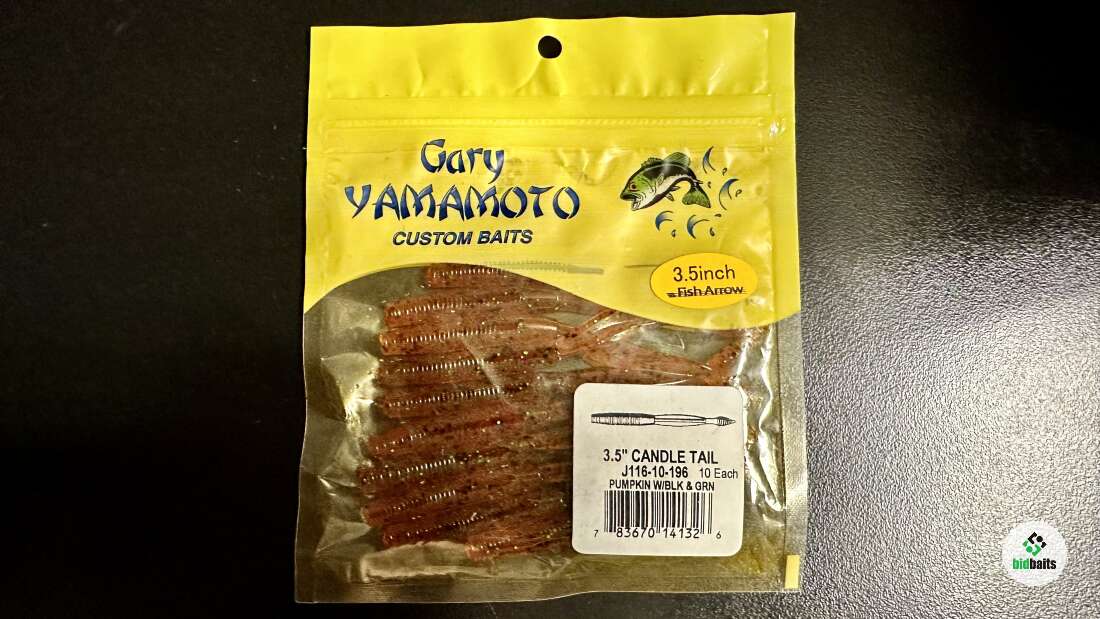 Gary
YAMAMOTO
CUSTOM BAITS
3.5inch
Fish Arrow
3.5" CANDLE TAIL
J116-10-196 10 Each
PUMPKIN W/BLK & GRN
7 83670 14132 6
bidbaits